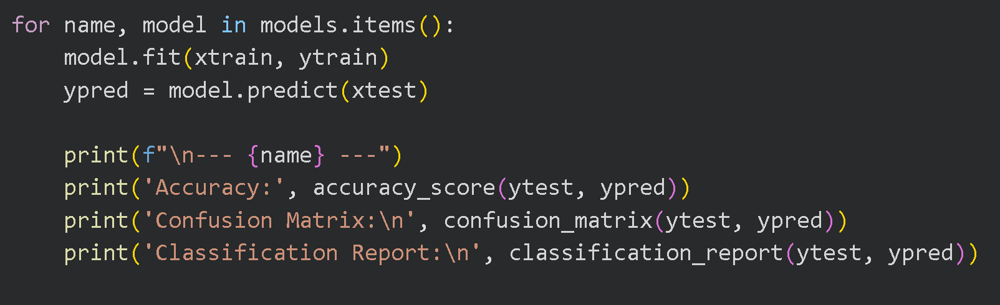 for name, model in models.items():
    model.fit(xtrain, ytrain)
    ypred = model.predict(xtest)

    print(f"\n--- {name} ---")
    print('Accuracy:', accuracy_score(ytest, ypred))
    print('Confusion Matrix:\n', confusion_matrix(ytest, ypred))
    print('Classification Report:\n', classification_report(ytest, ypred))